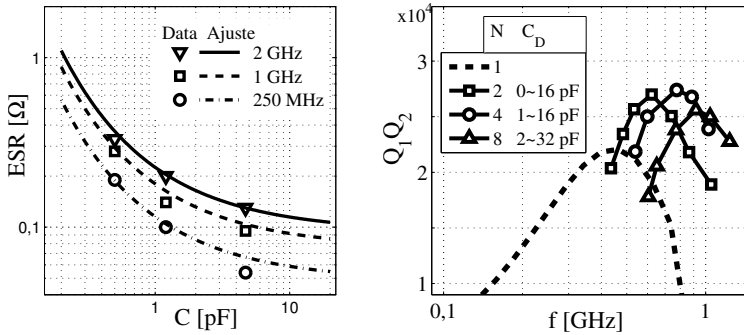 Data Ajuste
2 GHz
1 GHz
250 MHz
ESR [Ω]
1
0,1
1
10
C [pF]
x10⁴
N C_D
1
2 0~16 pF
4 1~16 pF
8 2~32 pF
Q₁Q₂
4
3
2
1
0,1
1
f [GHz]